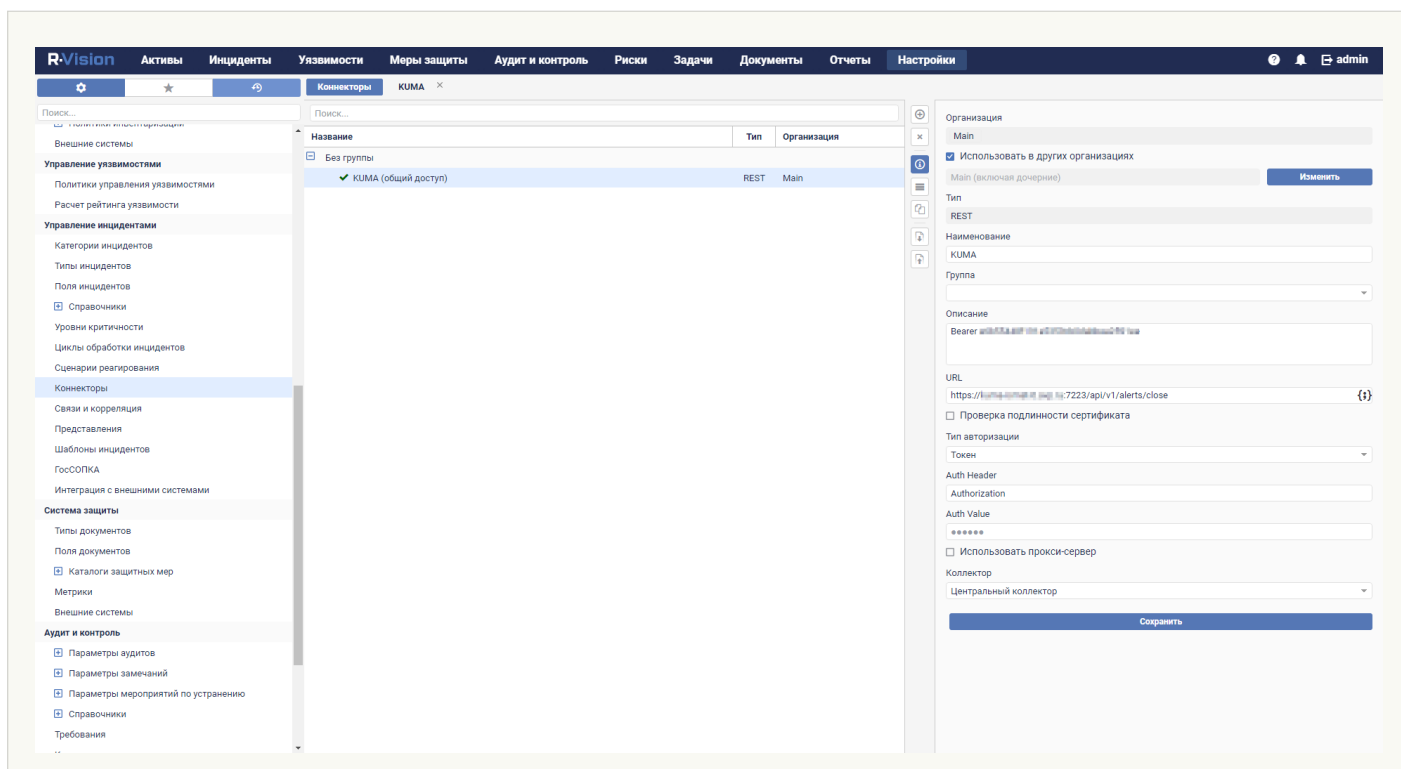 R·Vision Активы Инциденты Уязвимости Меры защиты Аудит и контроль Риски Задачи Документы Отчеты Настройки admin
Коннекторы KUMA
Поиск...
Политики инвентаризации
Внешние системы
Управление уязвимостями
Политики управления уязвимостями
Расчет рейтинга уязвимости
Управление инцидентами
Категории инцидентов
Типы инцидентов
Поля инцидентов
Справочники
Уровни критичности
Циклы обработки инцидентов
Сценарии реагирования
Коннекторы
Связи и корреляция
Представления
Шаблоны инцидентов
ГосСОПКА
Интеграция с внешними системами
Система защиты
Типы документов
Поля документов
Каталоги защитных мер
Метрики
Внешние системы
Аудит и контроль
Параметры аудитов
Параметры замечаний
Параметры мероприятий по устранению
Справочники
Требования
Поиск...
Название Тип Организация
Без группы
KUMA (общий доступ) REST Main
Организация
Main
Использовать в других организациях
Main (включая дочерние) Изменить
Тип
REST
Наименование
KUMA
Группа
Описание
Bearer
URL
https:// :7223/api/v1/alerts/close
Проверка подлинности сертификата
Тип авторизации
Токен
Auth Header
Authorization
Auth Value
Использовать прокси-сервер
Коллектор
Центральный коллектор
Сохранить